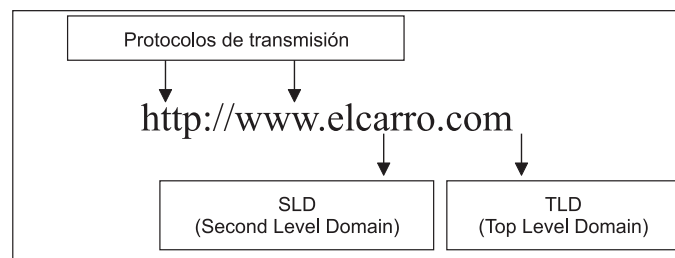 Protocolos de transmisión
http://www.elcarro.com
SLD
(Second Level Domain)
TLD
(Top Level Domain)